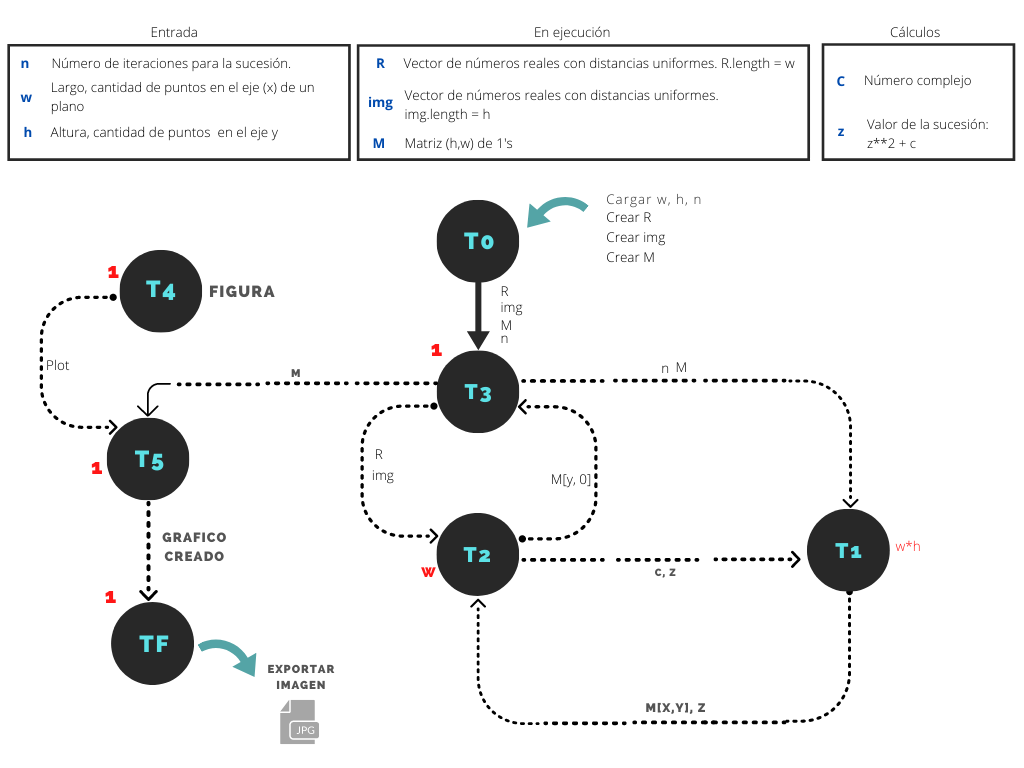 Entrada
n Número de iteraciones para la sucesión.
w Largo, cantidad de puntos en el eje (x) de un
plano
h Altura, cantidad de puntos en el eje y
En ejecución
R Vector de números reales con distancias uniformes. R.length = w
img Vector de números reales con distancias uniformes.
img.length = h
M Matriz (h,w) de 1's
Cálculos
C Número complejo
z Valor de la sucesión:
z**2 + c
Cargar w, h, n
Crear R
Crear img
Crear M
T0
R
img
M
n
1
T4
FIGURA
Plot
1
T3
M
n M
R
img
M[y, 0]
T5
1
GRAFICO
CREADO
T2
W
C, Z
T1
w*h
1
TF
EXPORTAR
IMAGEN
JPG
M[X,Y], Z